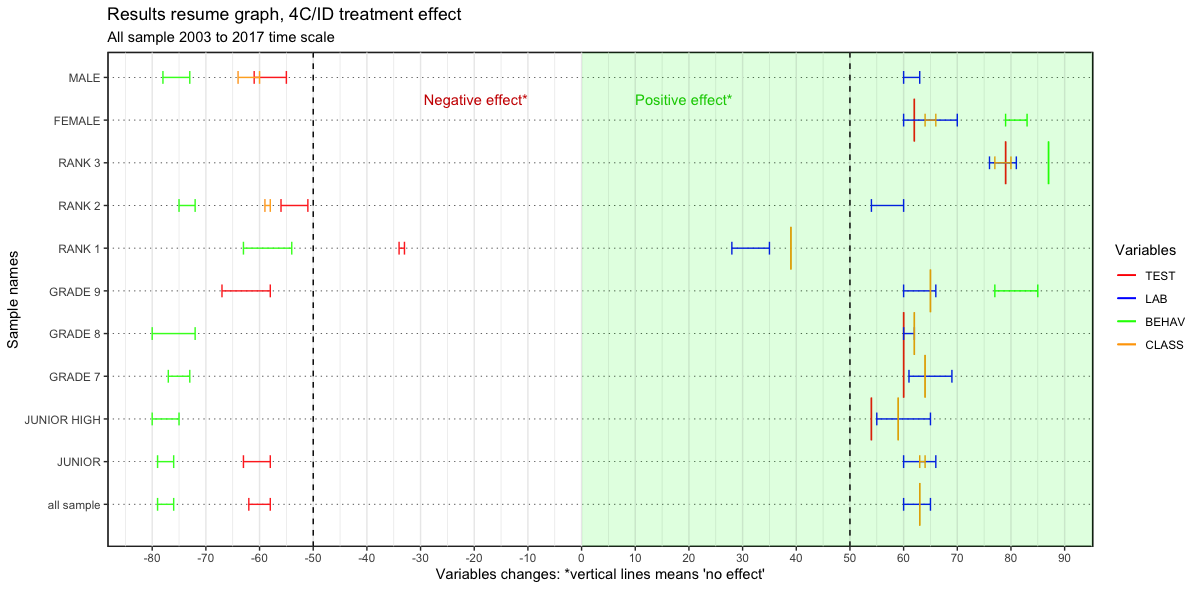 Results resume graph, 4C/ID treatment effect
All sample 2003 to 2017 time scale
MALE
Negative effect*
Positive effect*
FEMALE
RANK 3
RANK 2
RANK 1
GRADE 9
GRADE 8
GRADE 7
JUNIOR HIGH
JUNIOR
all sample
Sample names
Variables
TEST
LAB
BEHAV
CLASS
-80 -70 -60 -50 -40 -30 -20 -10 0 10 20 30 40 50 60 70 80 90
Variables changes: *vertical lines means 'no effect'